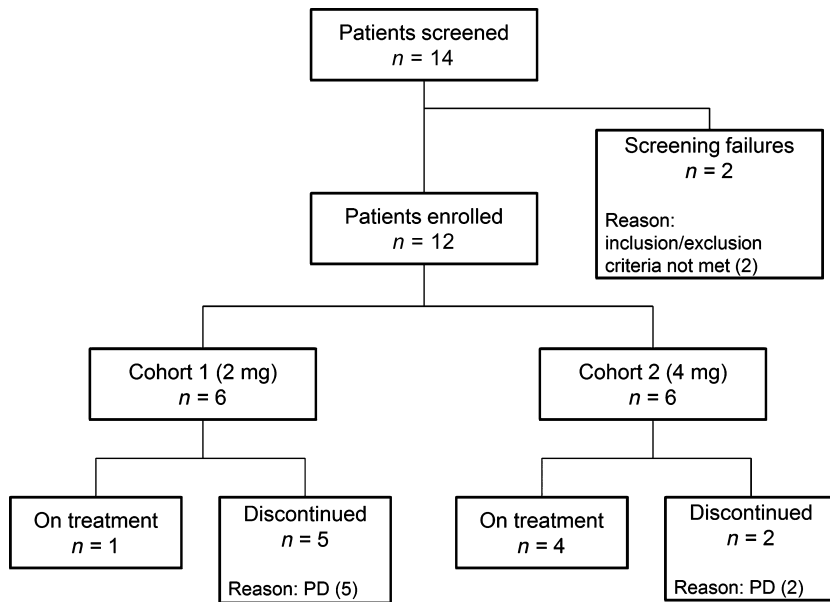 Patients screened
n = 14
Screening failures
n = 2
Reason:
inclusion/exclusion
criteria not met (2)
Patients enrolled
n = 12
Cohort 1 (2 mg)
n = 6
Cohort 2 (4 mg)
n = 6
On treatment
n = 1
Discontinued
n = 5
Reason: PD (5)
On treatment
n = 4
Discontinued
n = 2
Reason: PD (2)